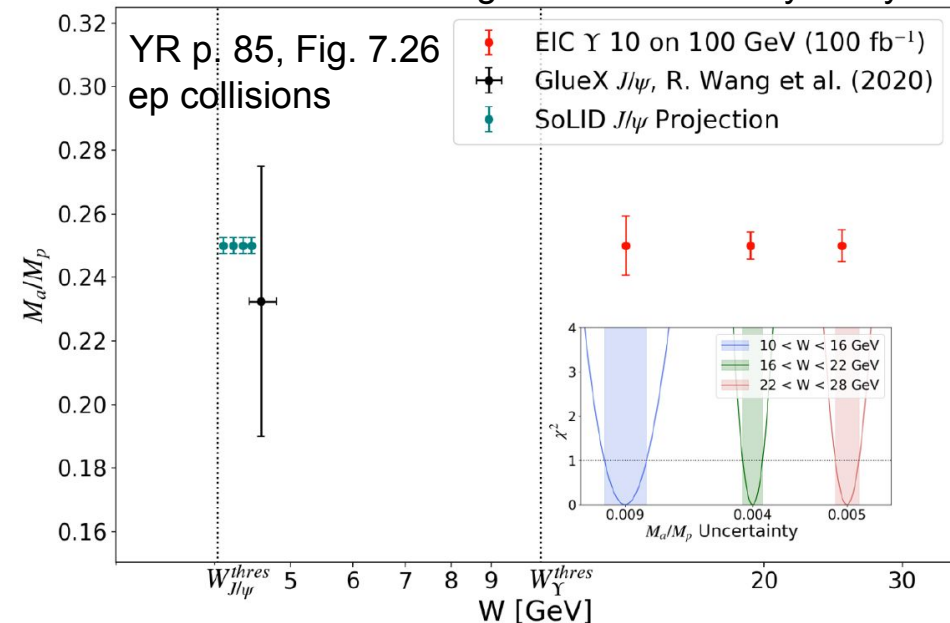 YR p. 85, Fig. 7.26
ep collisions
EIC ϒ 10 on 100 GeV (100 fb⁻¹)
GlueX J/ψ, R. Wang et al. (2020)
SoLID J/ψ Projection
0.32
0.30
0.28
0.26
0.24
0.22
0.20
0.18
0.16
Mₐ/Mₚ
4
3
2
1
0
χ²
10 < W < 16 GeV
16 < W < 22 GeV
22 < W < 28 GeV
0.009 0.004 0.005
Mₐ/Mₚ Uncertainty
W_{J/ψ}^{thres} 5 6 7 8 9 W_ϒ^{thres} 20 30
W [GeV]